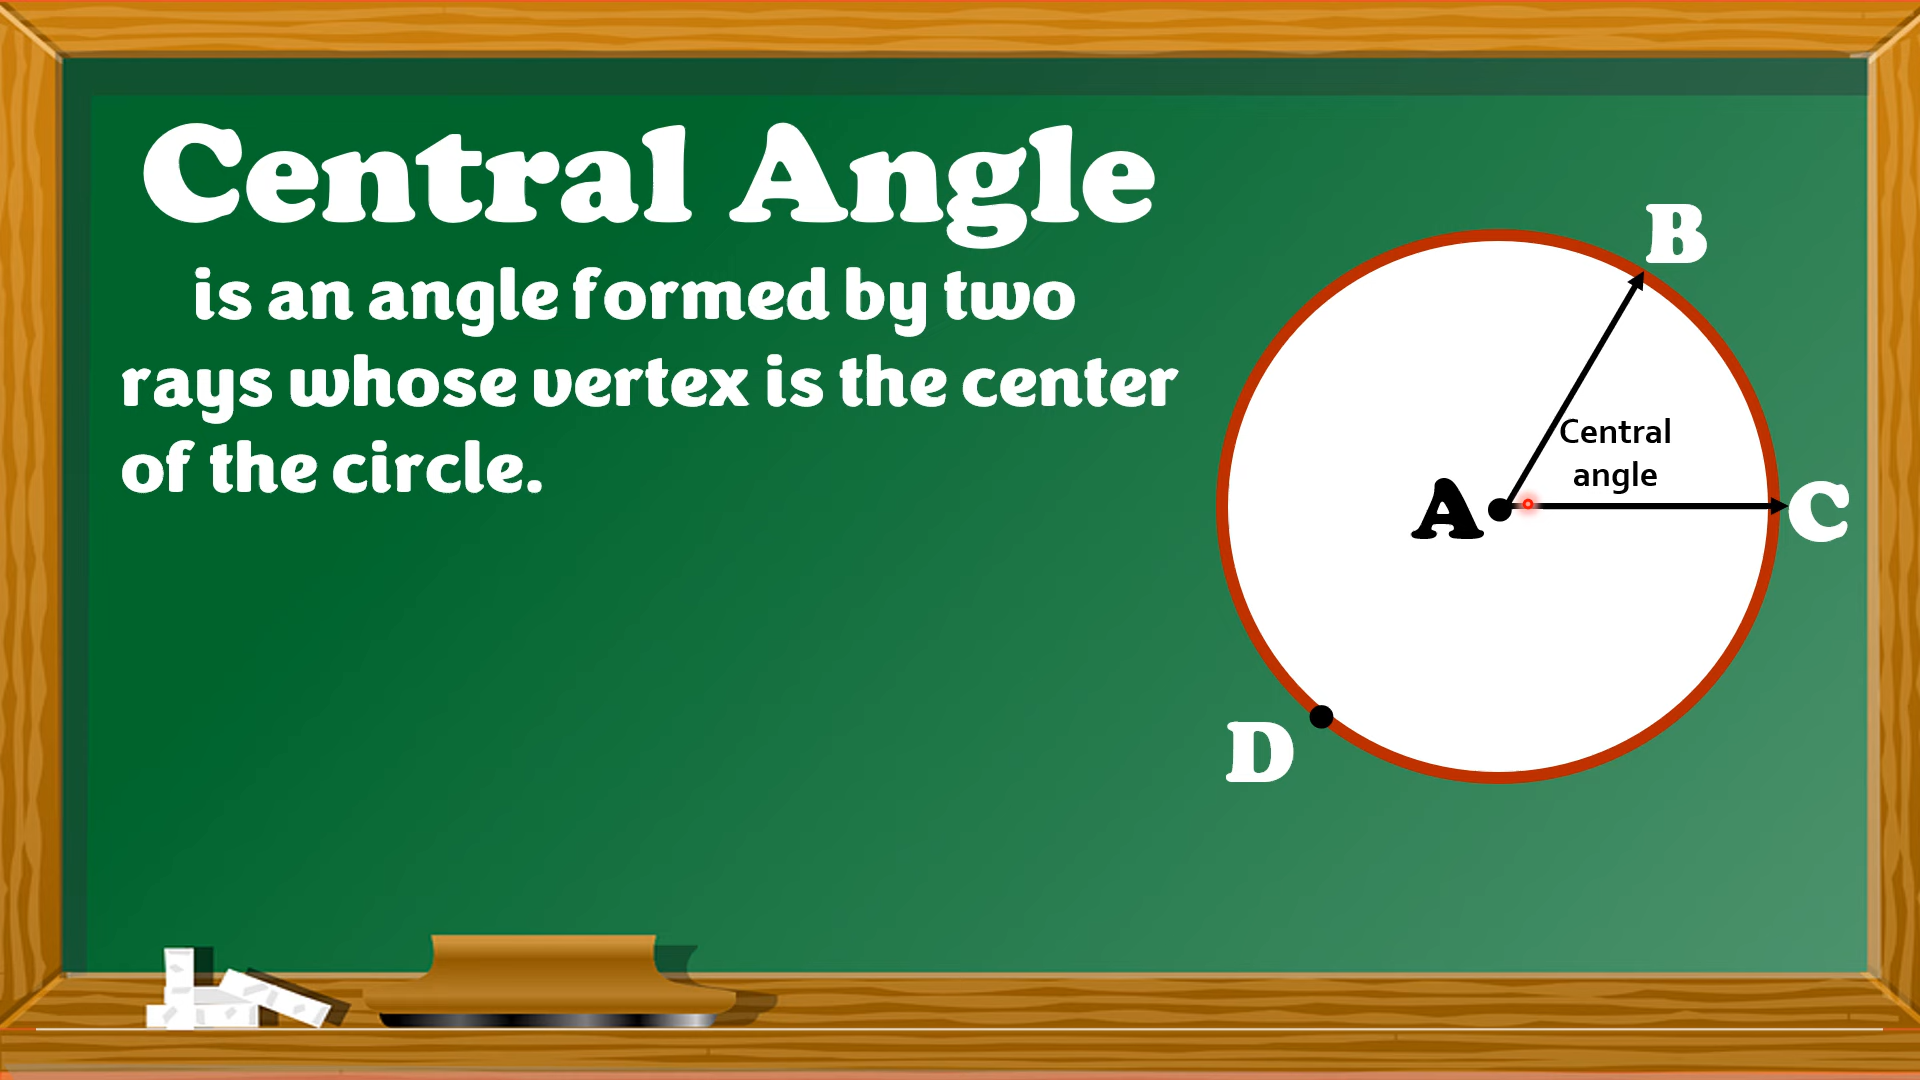 Central Angle
is an angle formed by two
rays whose vertex is the center
of the circle.
B
Central
angle
A
C
D